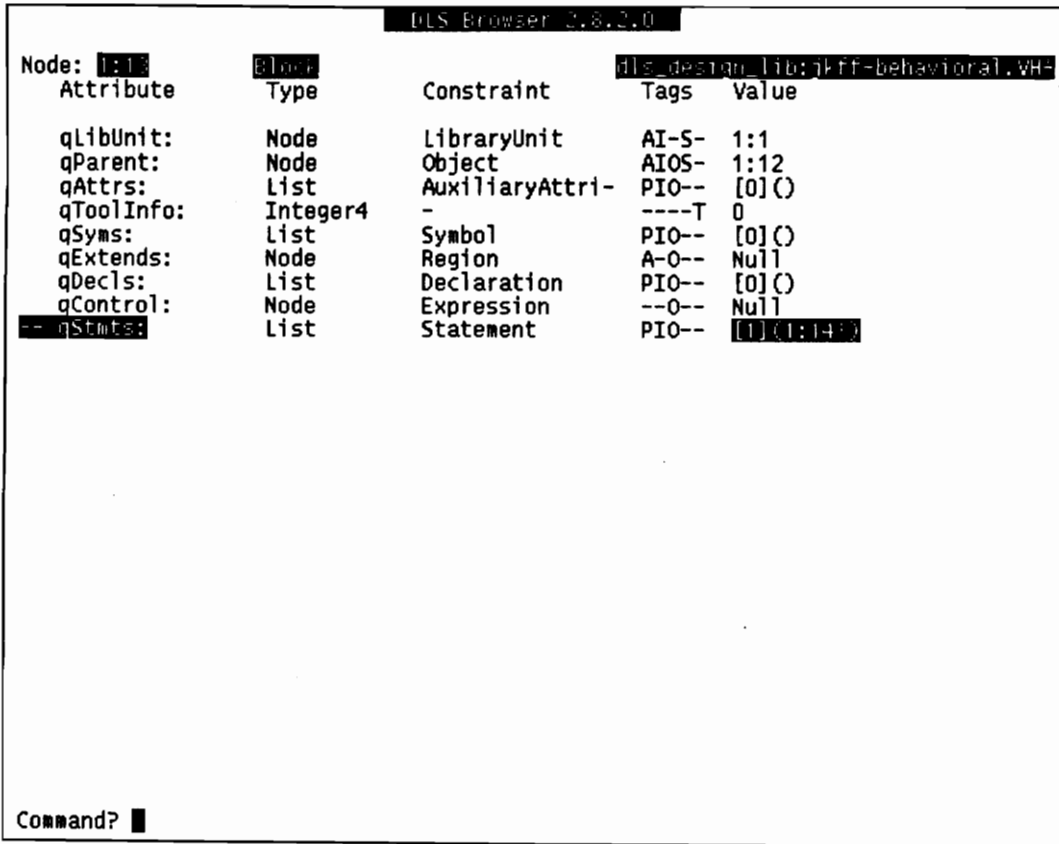 DLS Browser 2.8.2.0
Node: 1:13 Block dls_design_lib:jkff-behavioral.VH-
Attribute Type Constraint Tags Value
qLibUnit: Node LibraryUnit AI-S- 1:1
qParent: Node Object AIOS- 1:12
qAttrs: List AuxiliaryAttri- PIO-- [0]()
qToolInfo: Integer4 - ----T 0
qSyms: List Symbol PIO-- [0]()
qExtends: Node Region A-O-- Null
qDecls: List Declaration PIO-- [0]()
qControl: Node Expression --O-- Null
-- qStmts: List Statement PIO--
Command?